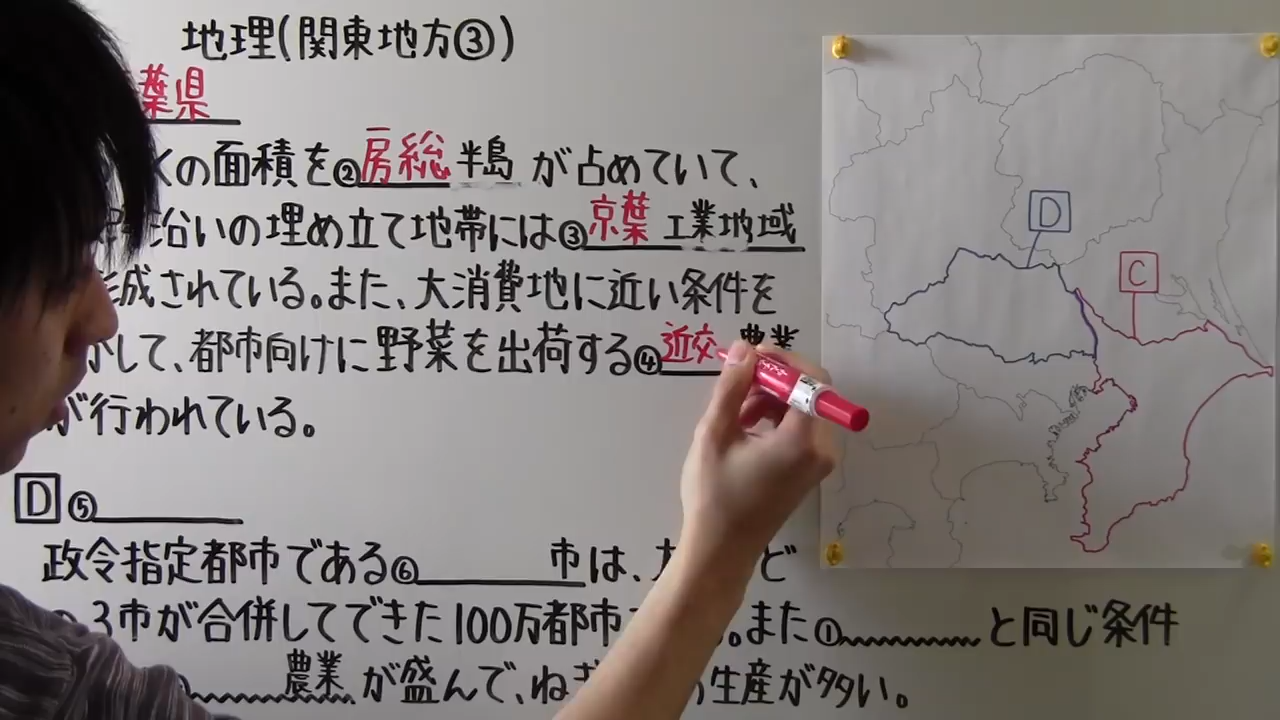 地理(関東地方③)
葉県
くの面積を②房総半島が占めていて、
沿いの埋め立て地帯には③京葉工業地域
形成されている。また、大消費地に近い条件を
かして、都市向けに野菜を出荷する④近交農業
が行われている。
D⑤
政令指定都市である⑥ 市は、大 ど
3市が合併してできた100万都市 。また① と同じ条件
農業が盛んで、ねぎ 生産が多い。
D
C